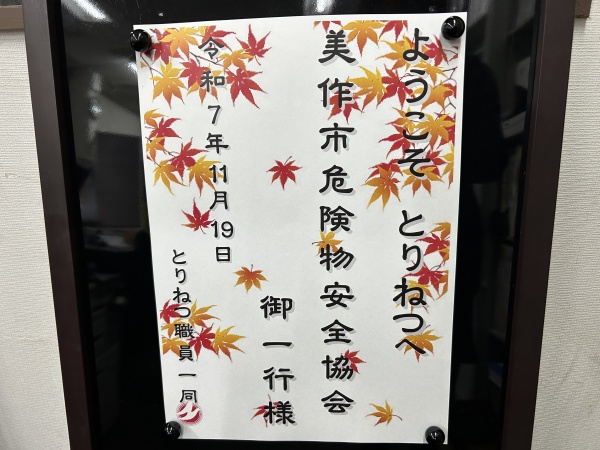 ようこそ とりねつへ
美作市危険物安全協会
御一行様
令和7年11月19日
とりねつ職員一同